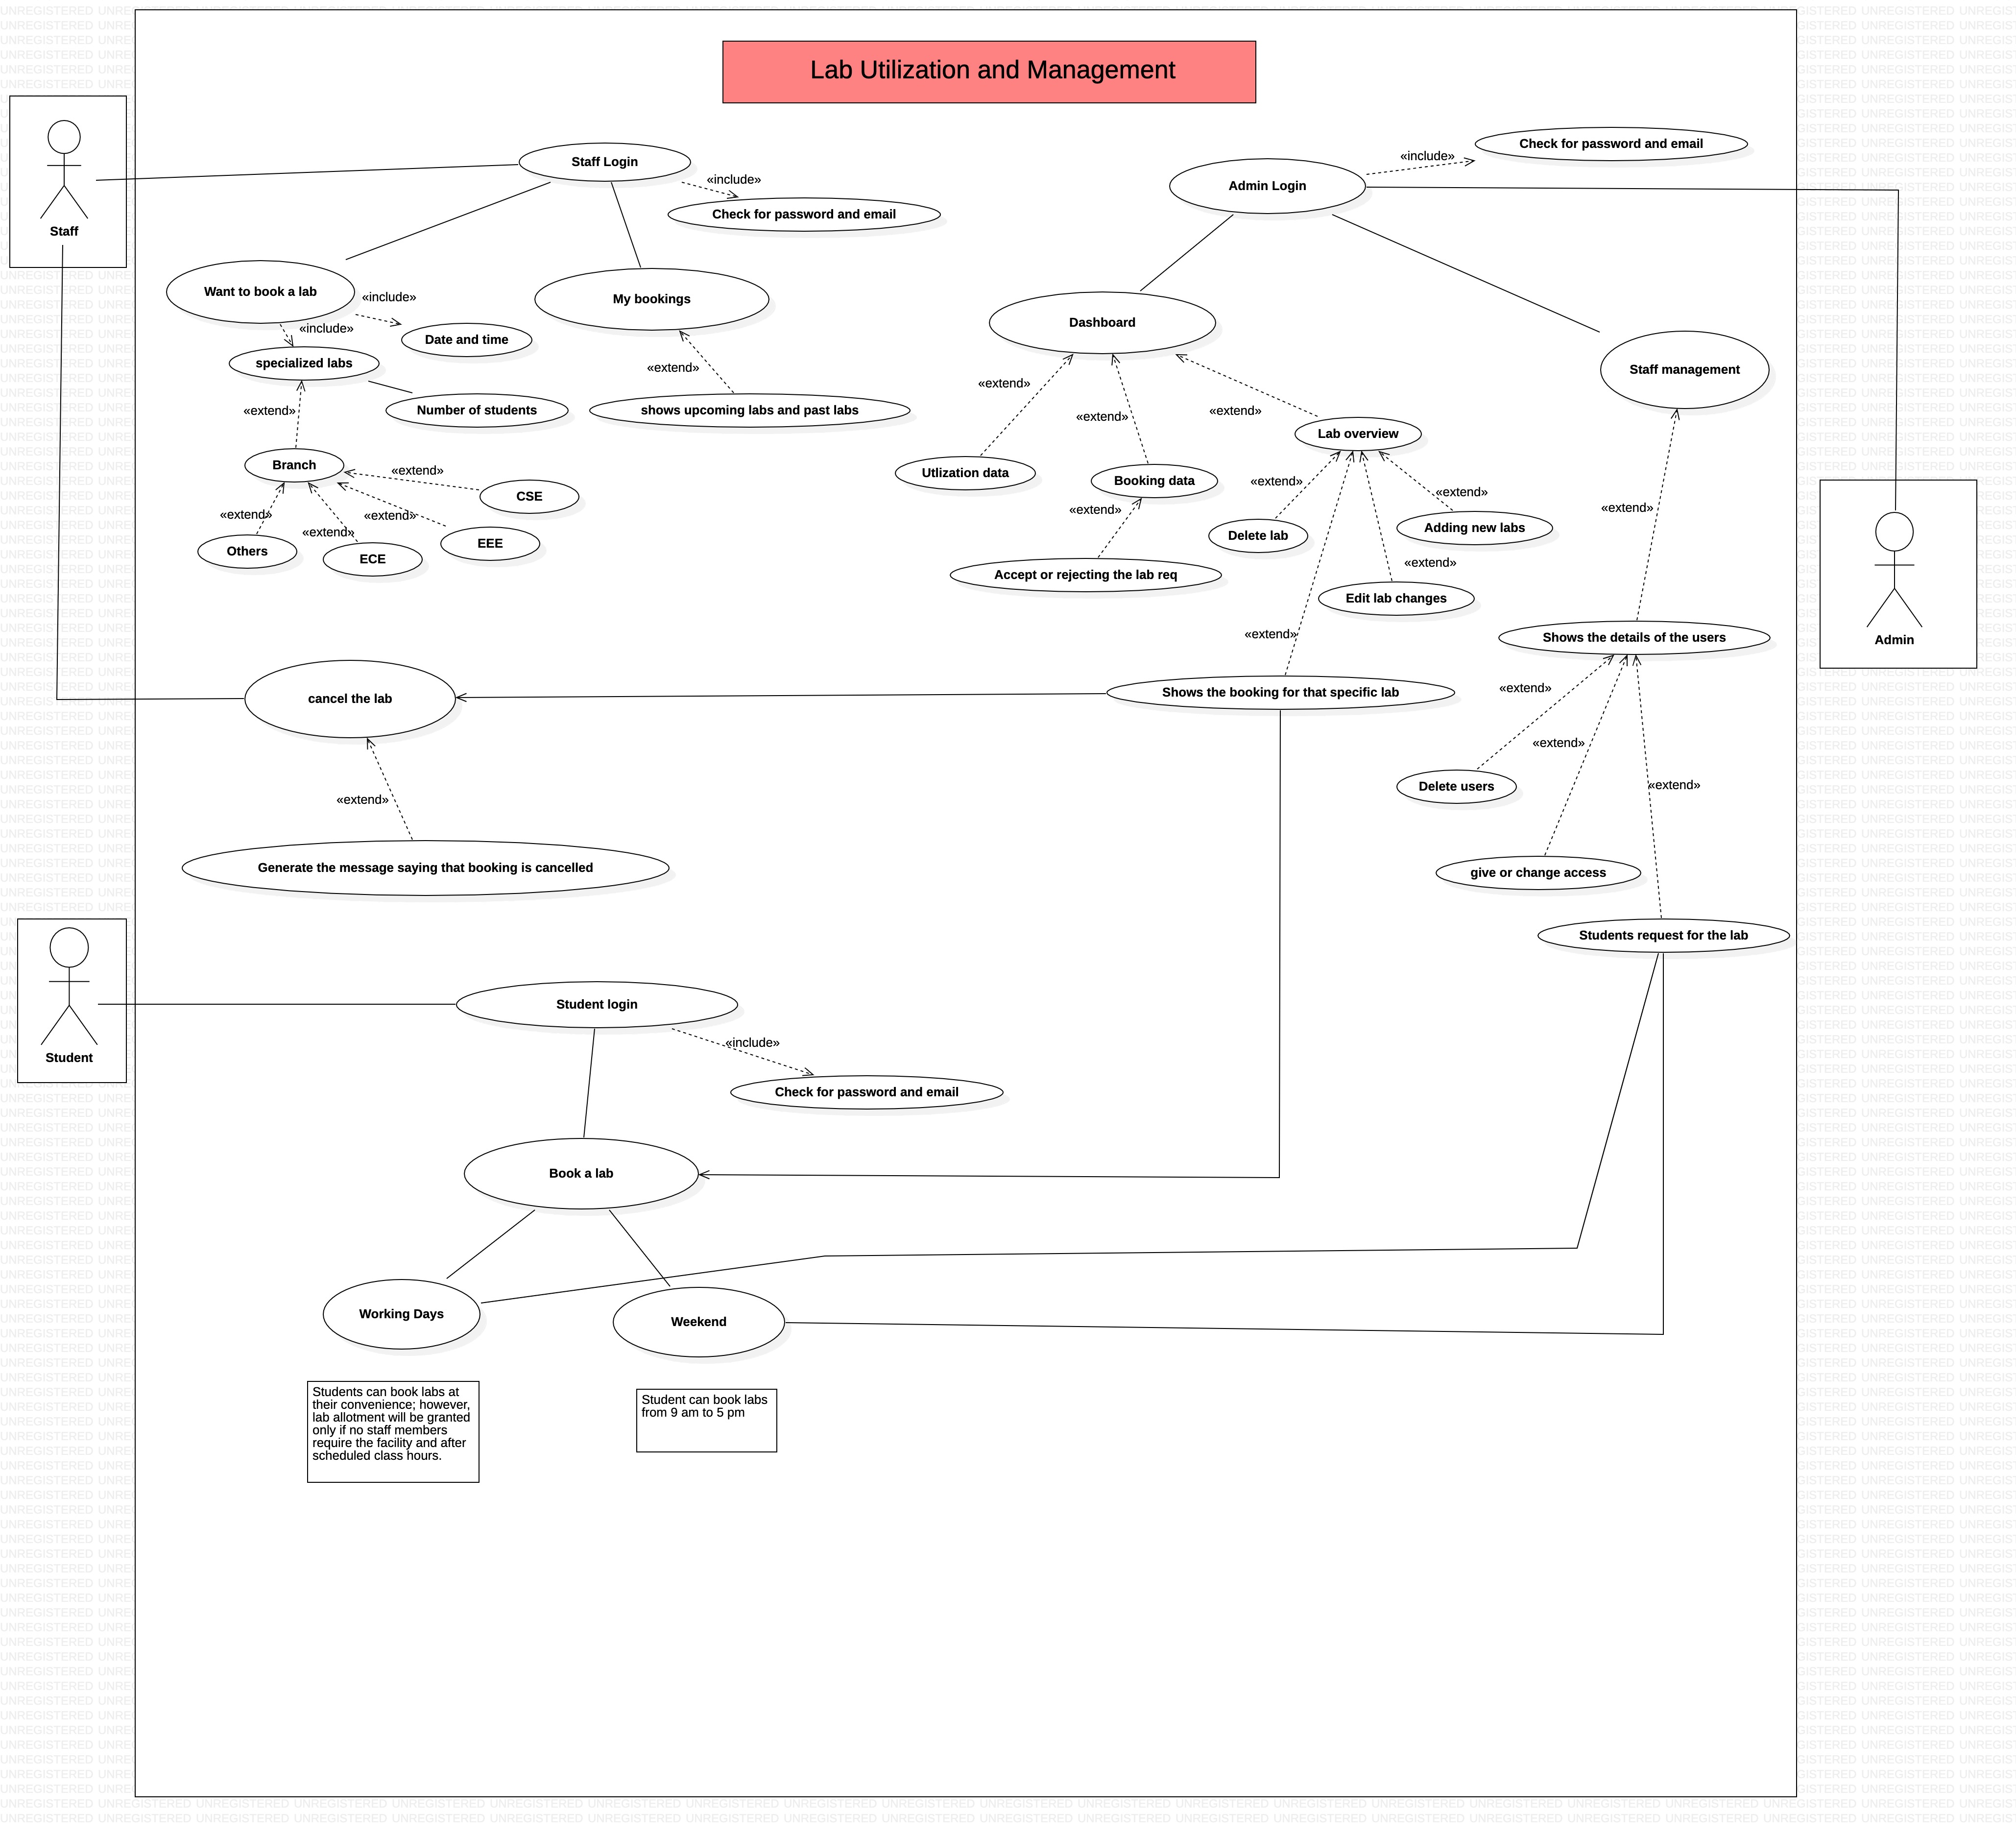 Lab Utilization and Management
Staff
Staff Login
«include»
Check for password and email
Want to book a lab
«include»
Date and time
«include»
specialized labs
Number of students
«extend»
Branch
«extend»
CSE
«extend»
EEE
«extend»
ECE
«extend»
Others
My bookings
«extend»
shows upcoming labs and past labs
Admin Login
«include»
Check for password and email
Dashboard
«extend»
Utlization data
«extend»
Booking data
«extend»
Accept or rejecting the lab req
«extend»
Lab overview
«extend»
Delete lab
«extend»
Adding new labs
«extend»
Edit lab changes
«extend»
Shows the booking for that specific lab
Staff management
«extend»
Shows the details of the users
«extend»
Delete users
«extend»
give or change access
«extend»
Students request for the lab
Admin
cancel the lab
«extend»
Generate the message saying that booking is cancelled
Student
Student login
«include»
Check for password and email
Book a lab
Working Days
Weekend
Students can book labs at
their convenience; however,
lab allotment will be granted
only if no staff members
require the facility and after
scheduled class hours.
Student can book labs
from 9 am to 5 pm
UNREGISTERED